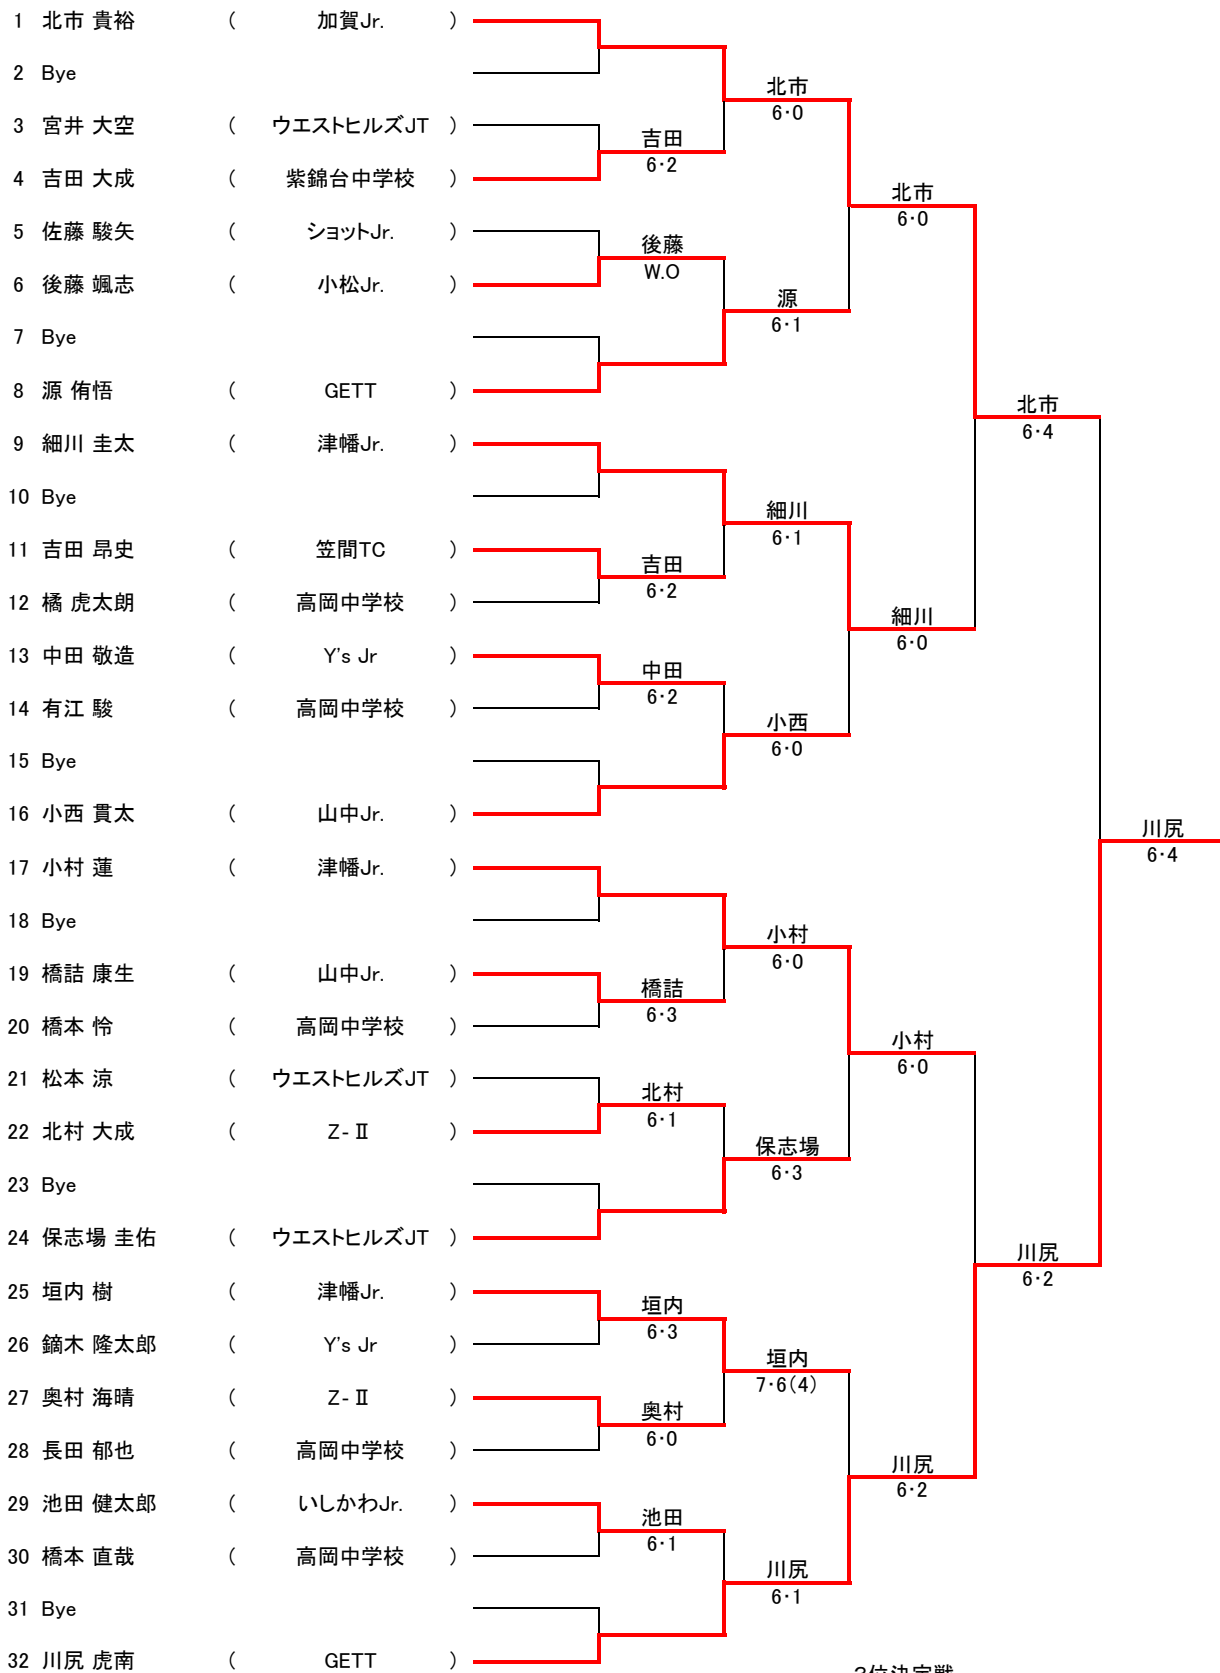 1 北市 貴裕 ( 加賀Jr. )
2 Bye
北市
6・0
3 宮井 大空 ( ウエストヒルズJT )
吉田
6・2
4 吉田 大成 ( 紫錦台中学校 )
北市
6・0
5 佐藤 駿矢 ( ショットJr. )
後藤
W.O
6 後藤 颯志 ( 小松Jr. )
源
6・1
7 Bye
8 源 侑悟 ( GETT )
北市
6・4
9 細川 圭太 ( 津幡Jr. )
10 Bye
細川
6・1
11 吉田 昂史 ( 笠間TC )
吉田
6・2
12 橘 虎太朗 ( 高岡中学校 )
細川
6・0
13 中田 敬造 ( Y's Jr )
中田
6・2
14 有江 駿 ( 高岡中学校 )
小西
6・0
15 Bye
16 小西 貫太 ( 山中Jr. )
川尻
6・4
17 小村 蓮 ( 津幡Jr. )
18 Bye
小村
6・0
19 橋詰 康生 ( 山中Jr. )
橋詰
6・3
20 橋本 怜 ( 高岡中学校 )
小村
6・0
21 松本 涼 ( ウエストヒルズJT )
北村
6・1
22 北村 大成 ( Z-Ⅱ )
保志場
6・3
23 Bye
24 保志場 圭佑 ( ウエストヒルズJT )
川尻
6・2
25 垣内 樹 ( 津幡Jr. )
垣内
6・3
26 鏑木 隆太郎 ( Y's Jr )
垣内
7・6(4)
27 奥村 海晴 ( Z-Ⅱ )
奥村
6・0
28 長田 郁也 ( 高岡中学校 )
川尻
6・2
29 池田 健太郎 ( いしかわJr. )
池田
6・1
30 橋本 直哉 ( 高岡中学校 )
川尻
6・1
31 Bye
32 川尻 虎南 ( GETT )